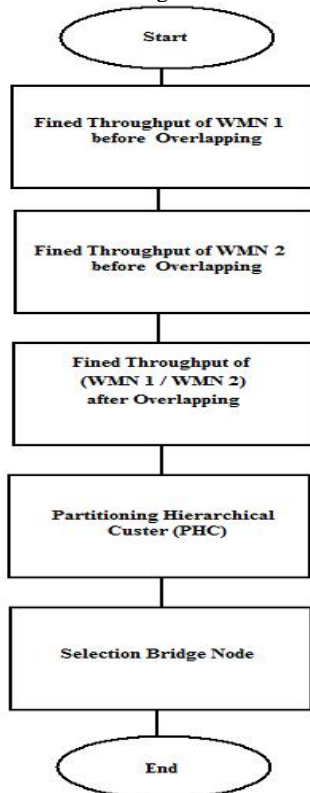 Start
Fined Throughput of WMN 1
before Overlapping
Fined Throughput of WMN 2
before Overlapping
Fined Throughput of
(WMN 1 / WMN 2)
after Overlapping
Partitioning Hierarchical
Custer (PHC)
Selection Bridge Node
End